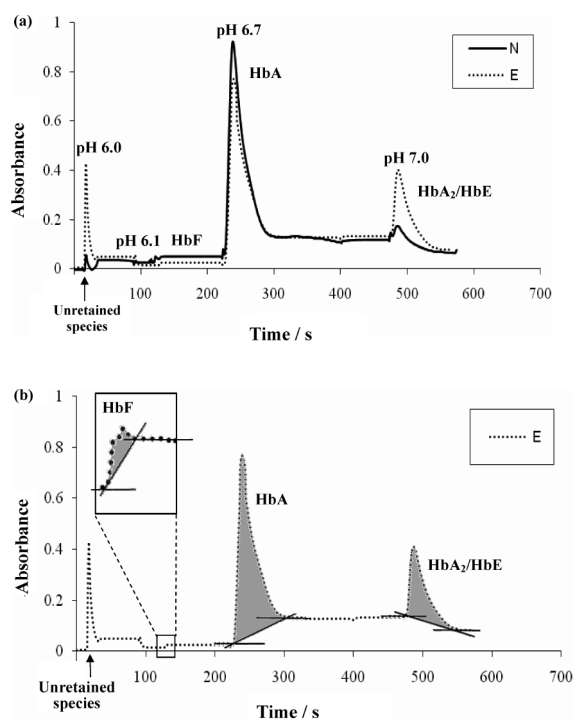 (a)
pH 6.7
HbA
N
E
pH 6.0
pH 6.1
HbF
pH 7.0
HbA₂/HbE
Absorbance
1
0.8
0.6
0.4
0.2
0
100
200
300
400
500
600
700
Unretained
species
Time / s
(b)
HbF
E
HbA
HbA₂/HbE
Absorbance
1
0.8
0.6
0.4
0.2
0
100
200
300
400
500
600
700
Unretained
species
Time / s